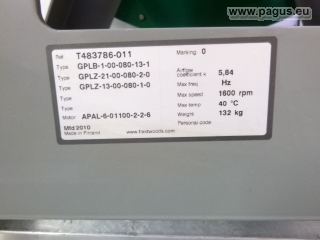 www.pagus.eu
Ref T483786-011 Marking 0
Type GPLB-1-00-080-13-1
Type GPLZ-21-00-080-2-0 Airflow coefficient k 5,84
Type GPLZ-13-00-080-1-0 Max freq. Hz
Type Max speed 1600 rpm
Type Max temp 40 °C
Motor APAL-6-01100-2-2-6 Weight 132 kg
Mfd 2010 Personal code
Made in Finland www.flaktwoods.com